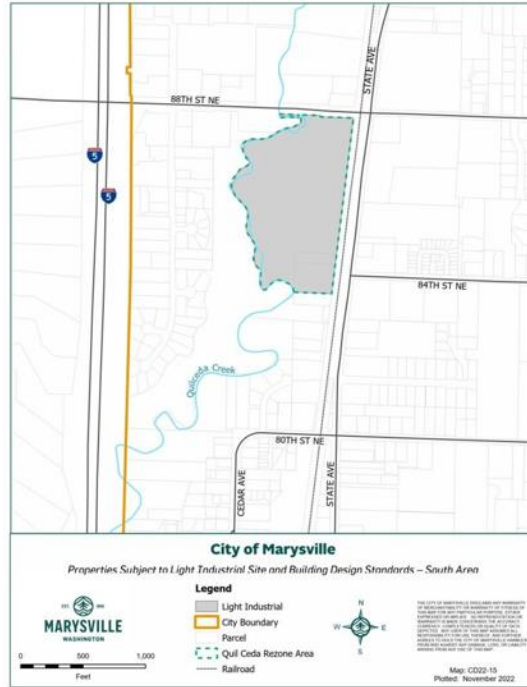 STATE AVE
88TH ST NE
5
5
84TH ST NE
Quilceda Creek
80TH ST NE
CEDAR AVE
STATE AVE
City of Marysville
Properties Subject to Light Industrial Site and Building Design Standards – South Area
Legend
Light Industrial
City Boundary
Parcel
Quil Ceda Rezone Area
Railroad
MARYSVILLE
WASHINGTON
0 500 1,000
Feet
N
W E
S
Map: CD22-15
Plotted: November 2022